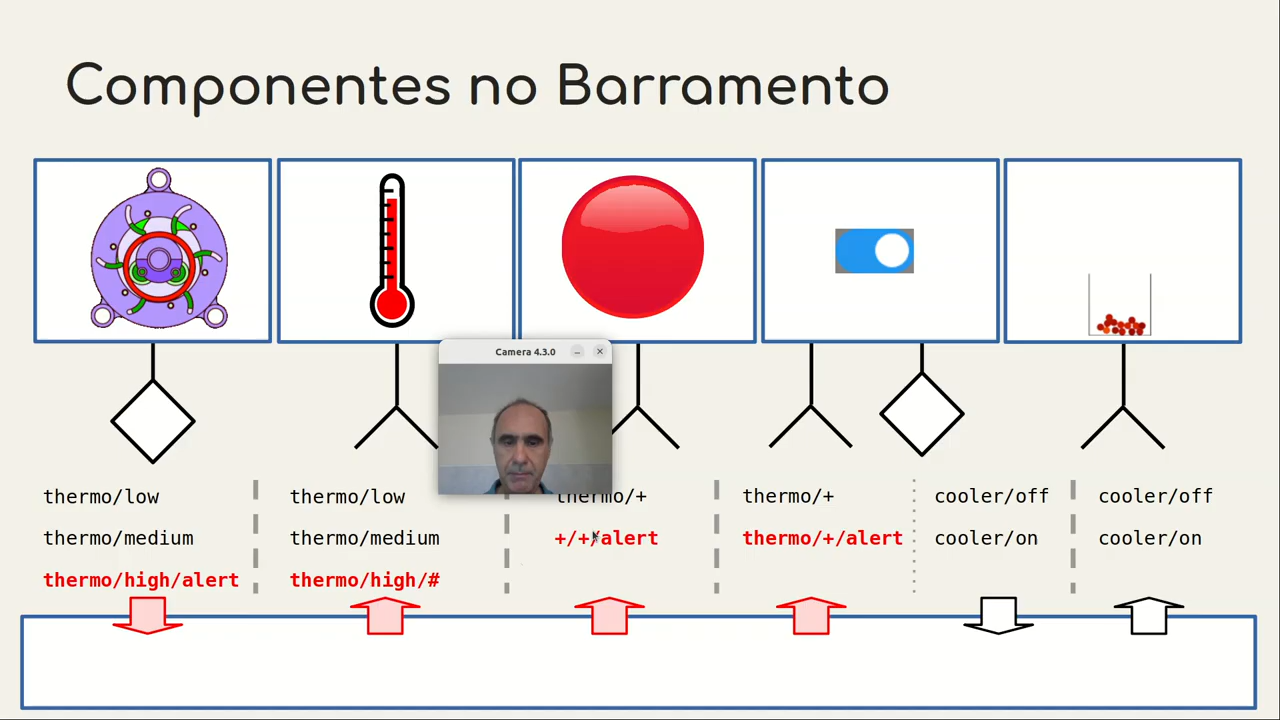 Componentes no Barramento
Camera 4.3.0
thermo/low
thermo/medium
thermo/high/alert
thermo/low
thermo/medium
thermo/high/#
thermo/+
+/+/alert
thermo/+
thermo/+/alert
cooler/off
cooler/on
cooler/off
cooler/on